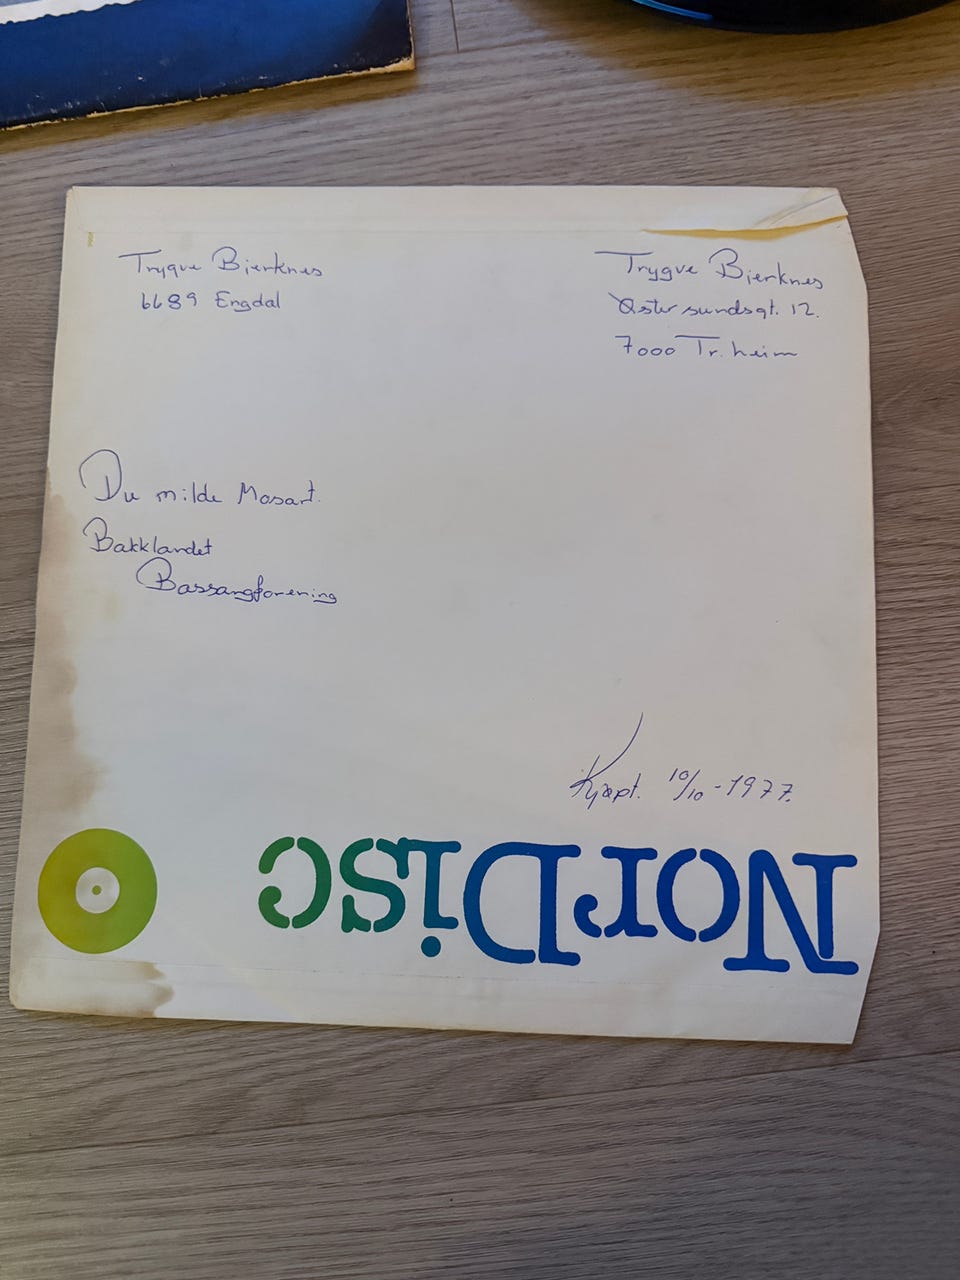 Trygve Bjerknes
6689 Engdal
Trygve Bjerknes
Østersundsgt. 12.
7000 Tr.heim
Du milde Mosart.
Bakklandet
Bassangforening
Kjøpt. 10/10-1977.
NorDisc